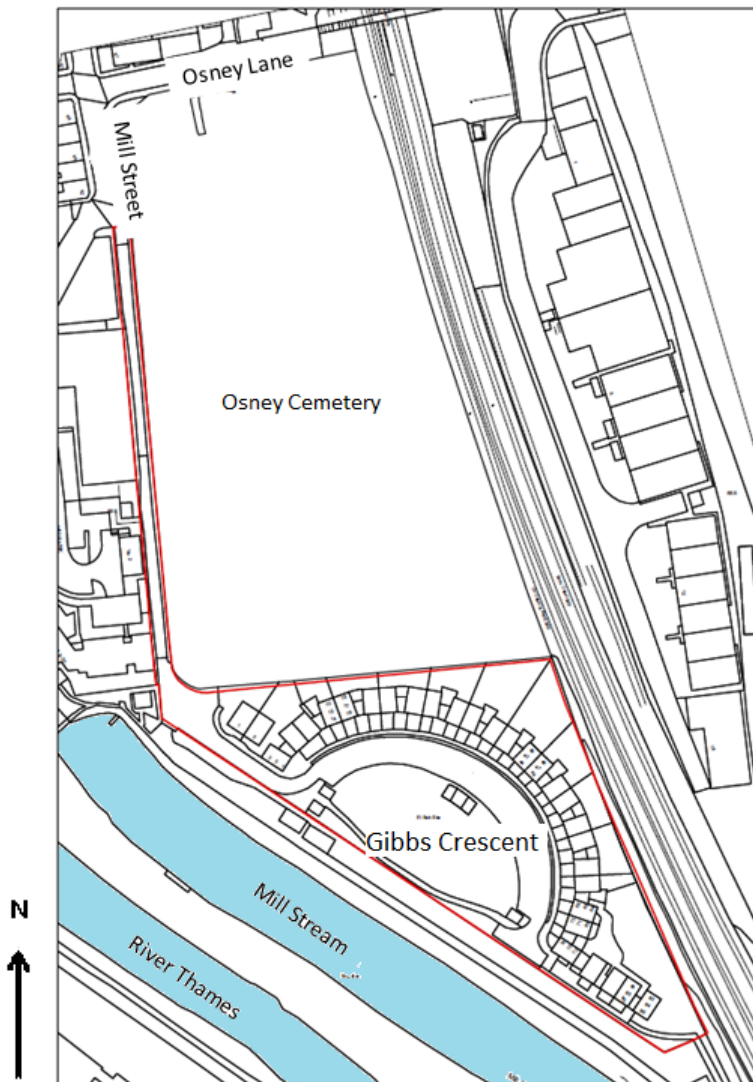 Osney Lane
Mill Street
Osney Cemetery
Gibbs Crescent
Mill Stream
River Thames
N